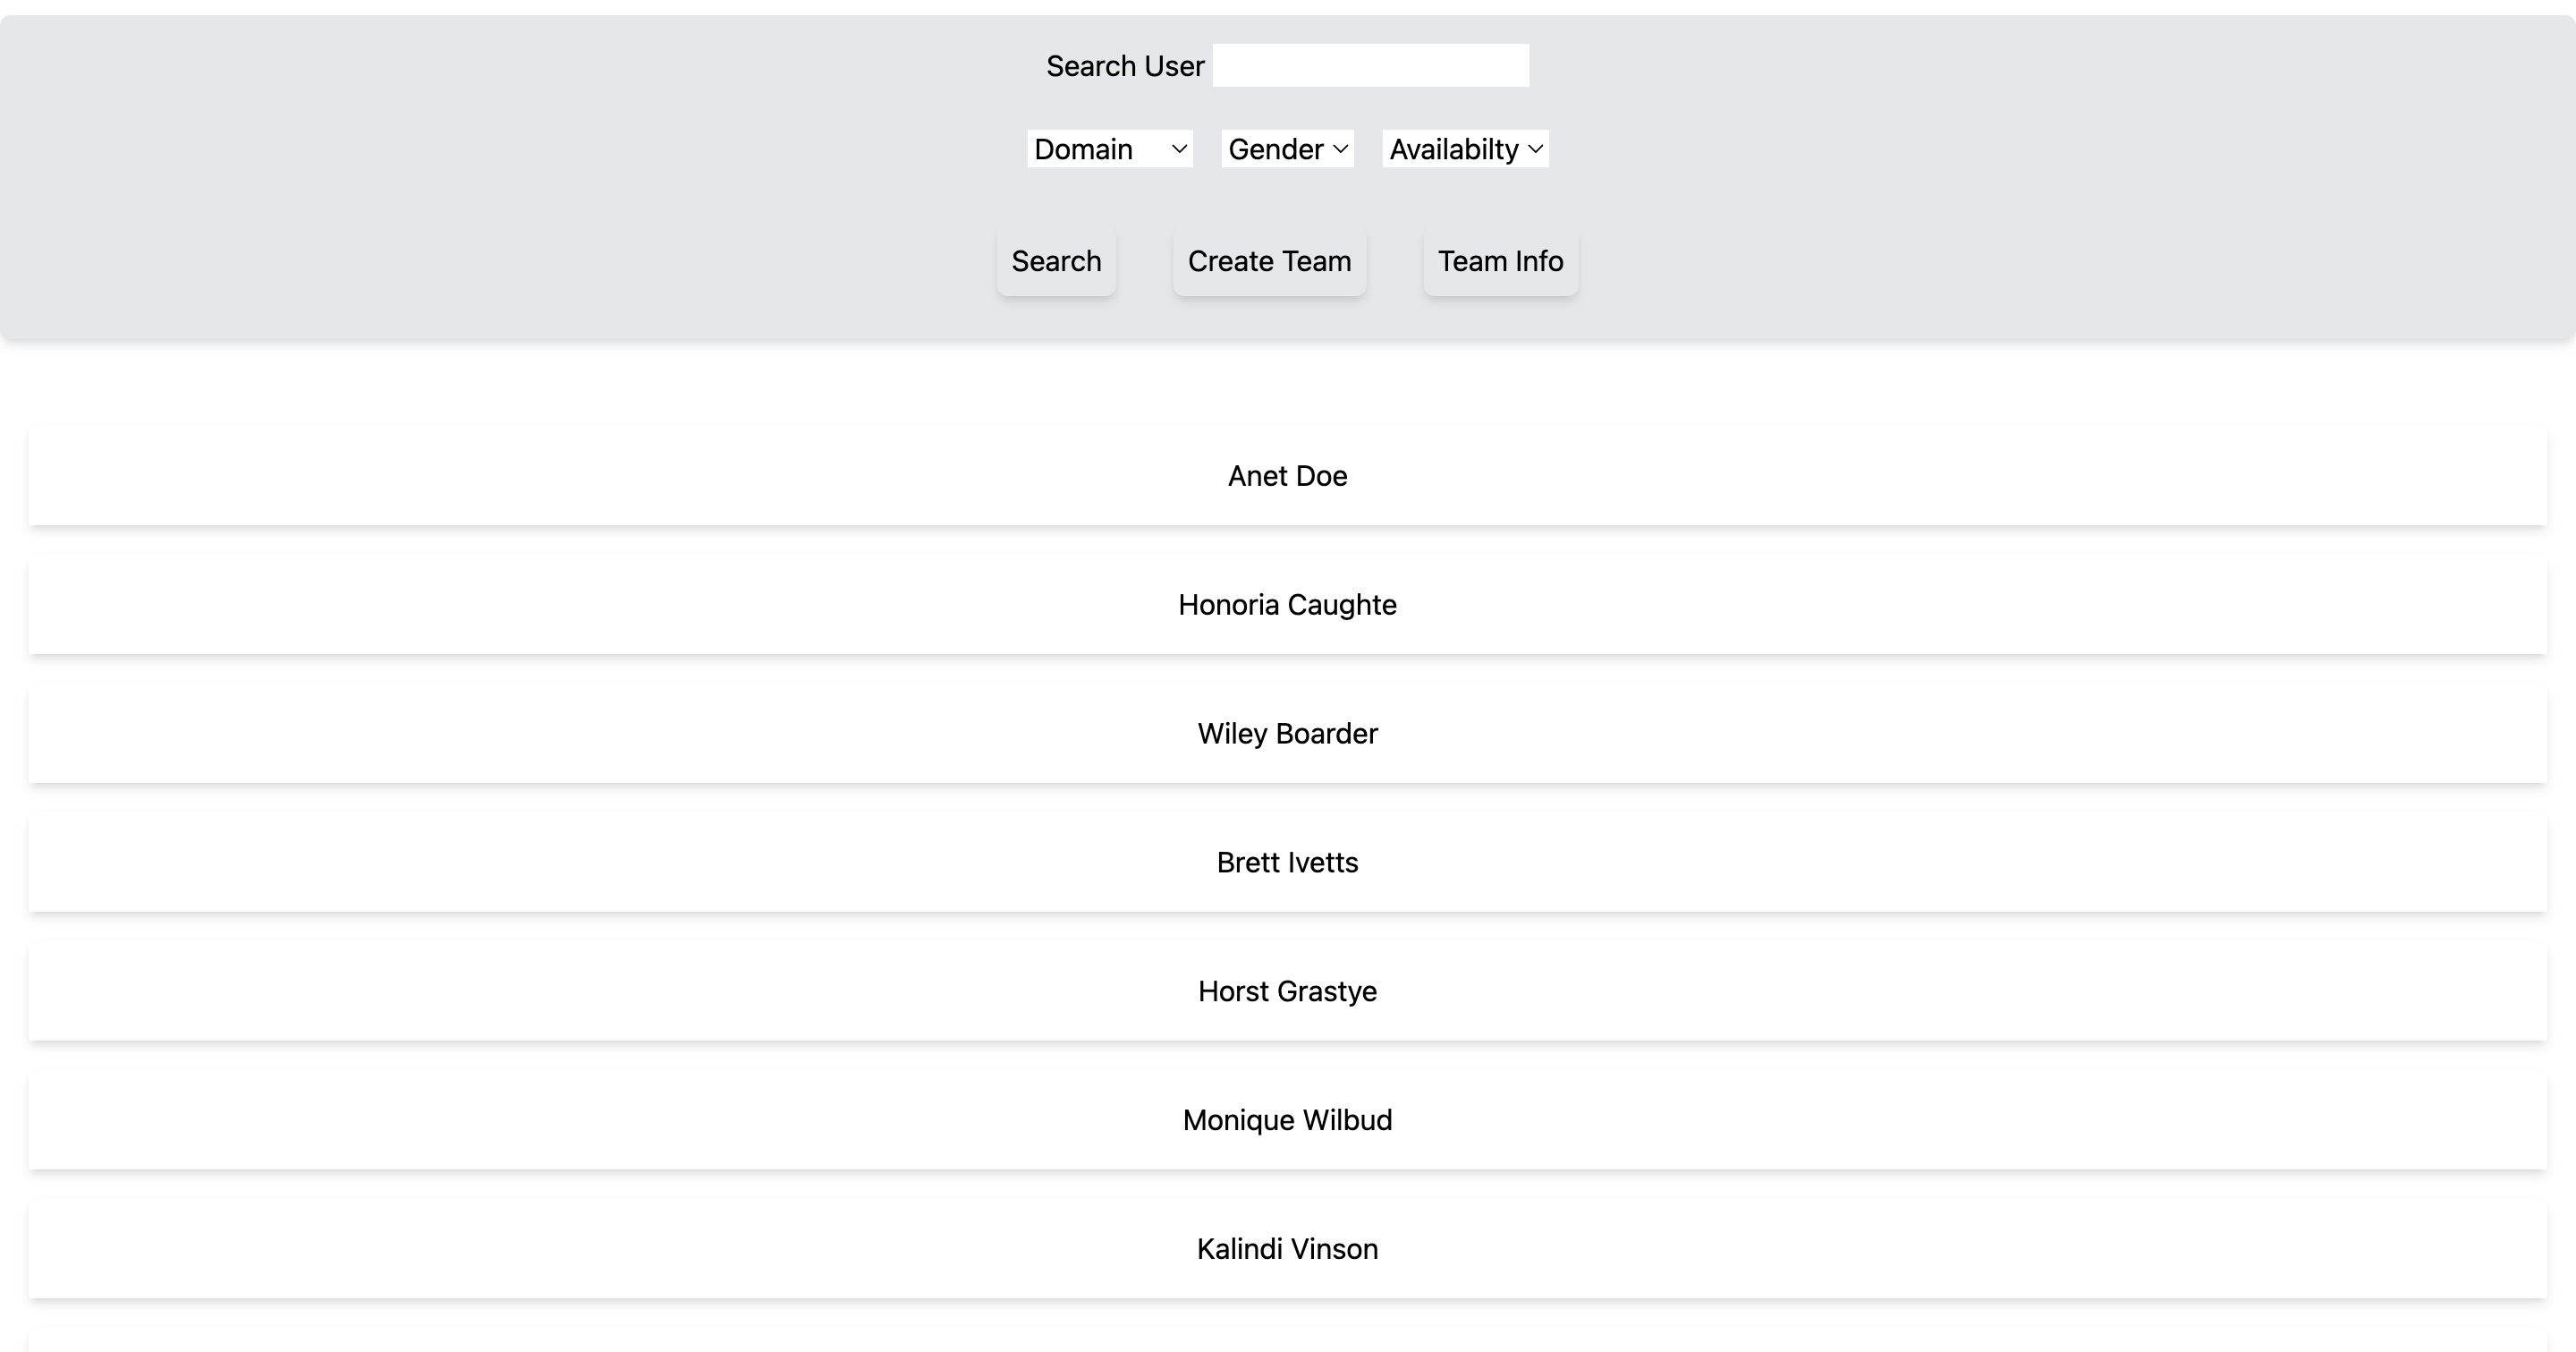 Search User
Domain Gender Availabilty
Search Create Team Team Info
Anet Doe
Honoria Caughte
Wiley Boarder
Brett Ivetts
Horst Grastye
Monique Wilbud
Kalindi Vinson